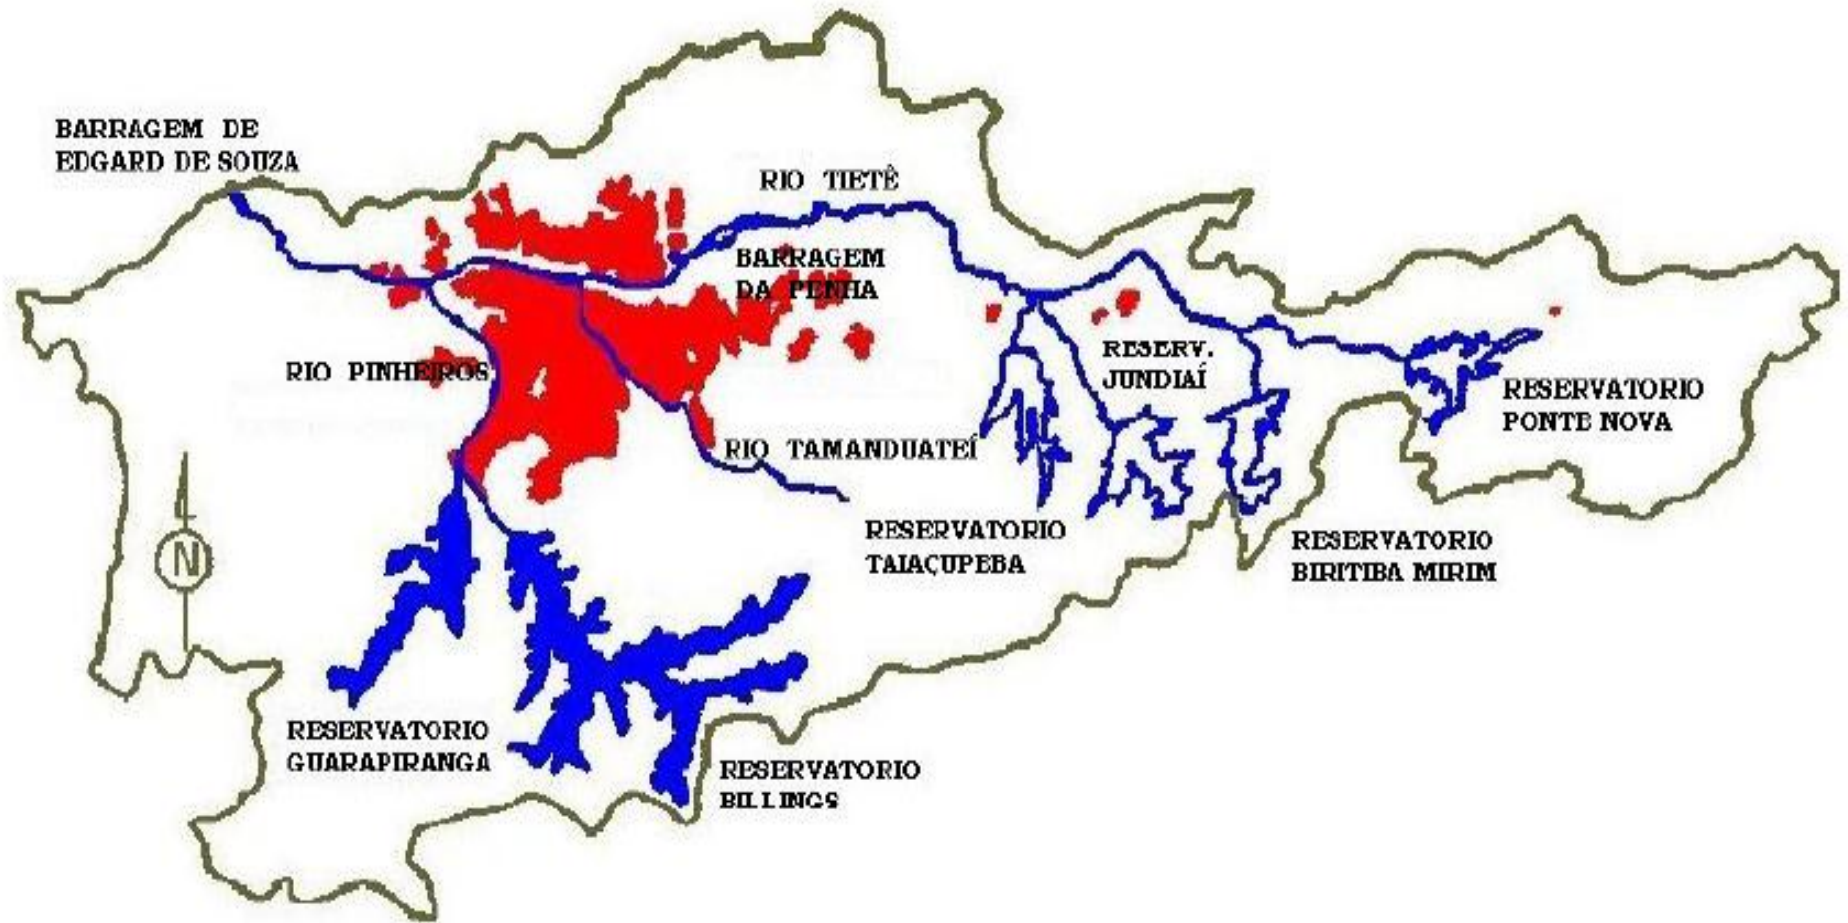 BARRAGEM DE
EDGARD DE SOUZA
RIO TIETÊ
BARRAGEM
DA PENHA
RIO PINHEIROS
RESERV.
JUNDIAÍ
RESERVATORIO
PONTE NOVA
RIO TAMANDUATEÍ
RESERVATORIO
TAIAÇUPEBA
RESERVATORIO
BIRITIBA MIRIM
N
RESERVATORIO
GUARAPIRANGA
RESERVATORIO
BILLINGS